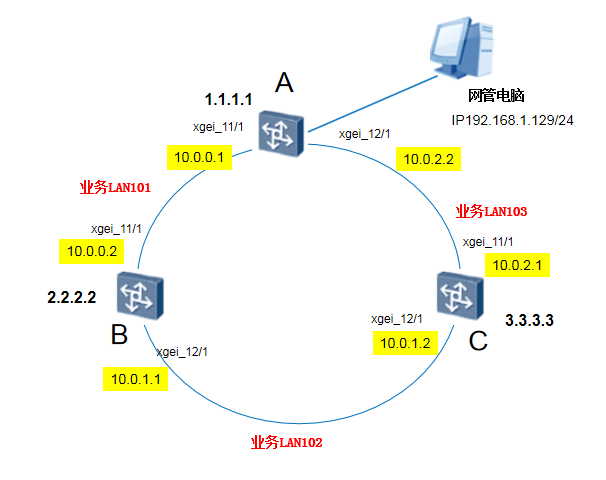 A
1.1.1.1
网管电脑
IP192.168.1.129/24
xgei_11/1
xgei_12/1
10.0.0.1
10.0.2.2
业务LAN101
业务LAN103
xgei_11/1
xgei_11/1
10.0.0.2
10.0.2.1
2.2.2.2
3.3.3.3
B
xgei_12/1
C
10.0.1.2
xgei_12/1
10.0.1.1
业务LAN102